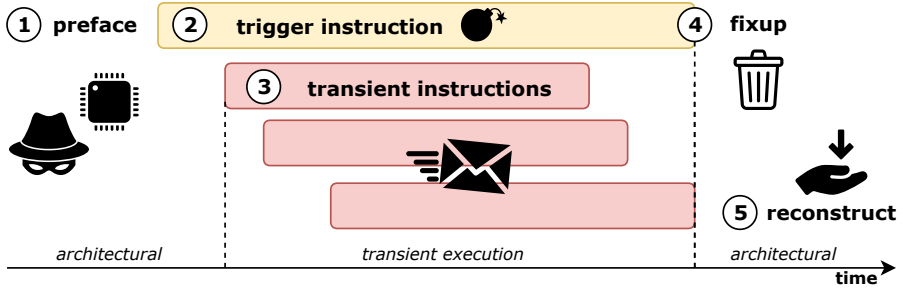 1 preface
2 trigger instruction
4 fixup
3 transient instructions
5 reconstruct
architectural
transient execution
architectural
time